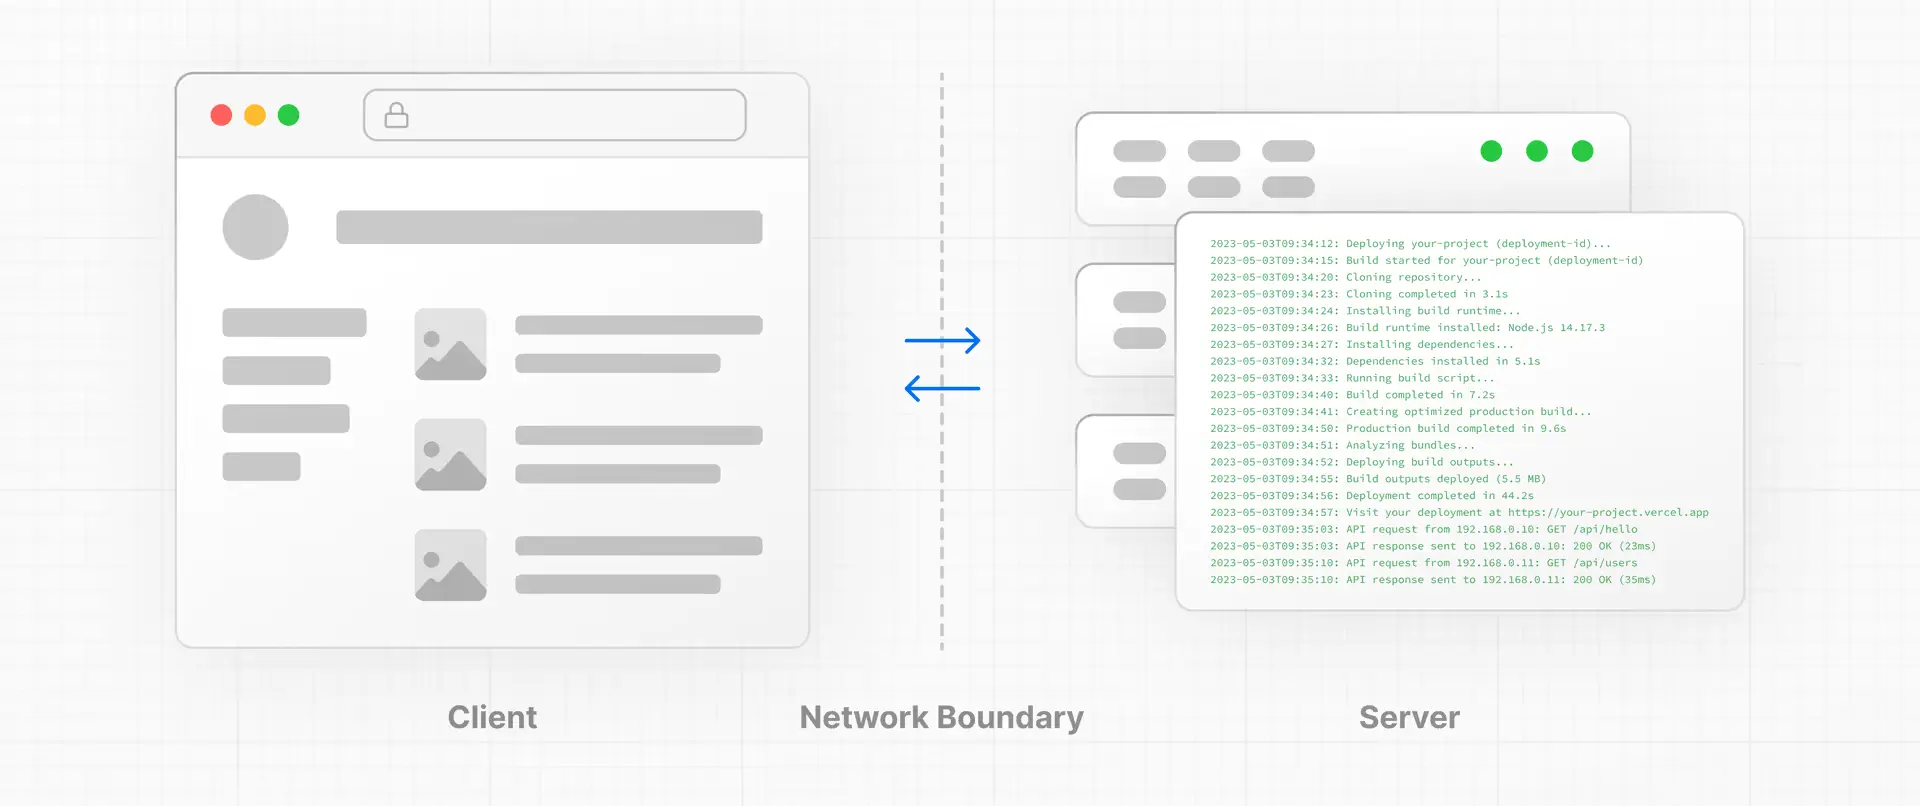 2023-05-03T09:34:12: Deploying your-project (deployment-id)...
2023-05-03T09:34:15: Build started for your-project (deployment-id)
2023-05-03T09:34:20: Cloning repository...
2023-05-03T09:34:23: Cloning completed in 3.1s
2023-05-03T09:34:24: Installing build runtime...
2023-05-03T09:34:26: Build runtime installed: Node.js 14.17.3
2023-05-03T09:34:27: Installing dependencies...
2023-05-03T09:34:32: Dependencies installed in 5.1s
2023-05-03T09:34:33: Running build script...
2023-05-03T09:34:40: Build completed in 7.2s
2023-05-03T09:34:41: Creating optimized production build...
2023-05-03T09:34:50: Production build completed in 9.6s
2023-05-03T09:34:51: Analyzing bundles...
2023-05-03T09:34:52: Deploying build outputs...
2023-05-03T09:34:55: Build outputs deployed (5.5 MB)
2023-05-03T09:34:56: Deployment completed in 44.2s
2023-05-03T09:34:57: Visit your deployment at https://your-project.vercel.app
2023-05-03T09:35:03: API request from 192.168.0.10: GET /api/hello
2023-05-03T09:35:03: API response sent to 192.168.0.10: 200 OK (23ms)
2023-05-03T09:35:10: API request from 192.168.0.11: GET /api/users
2023-05-03T09:35:10: API response sent to 192.168.0.11: 200 OK (35ms)
Client
Network Boundary
Server